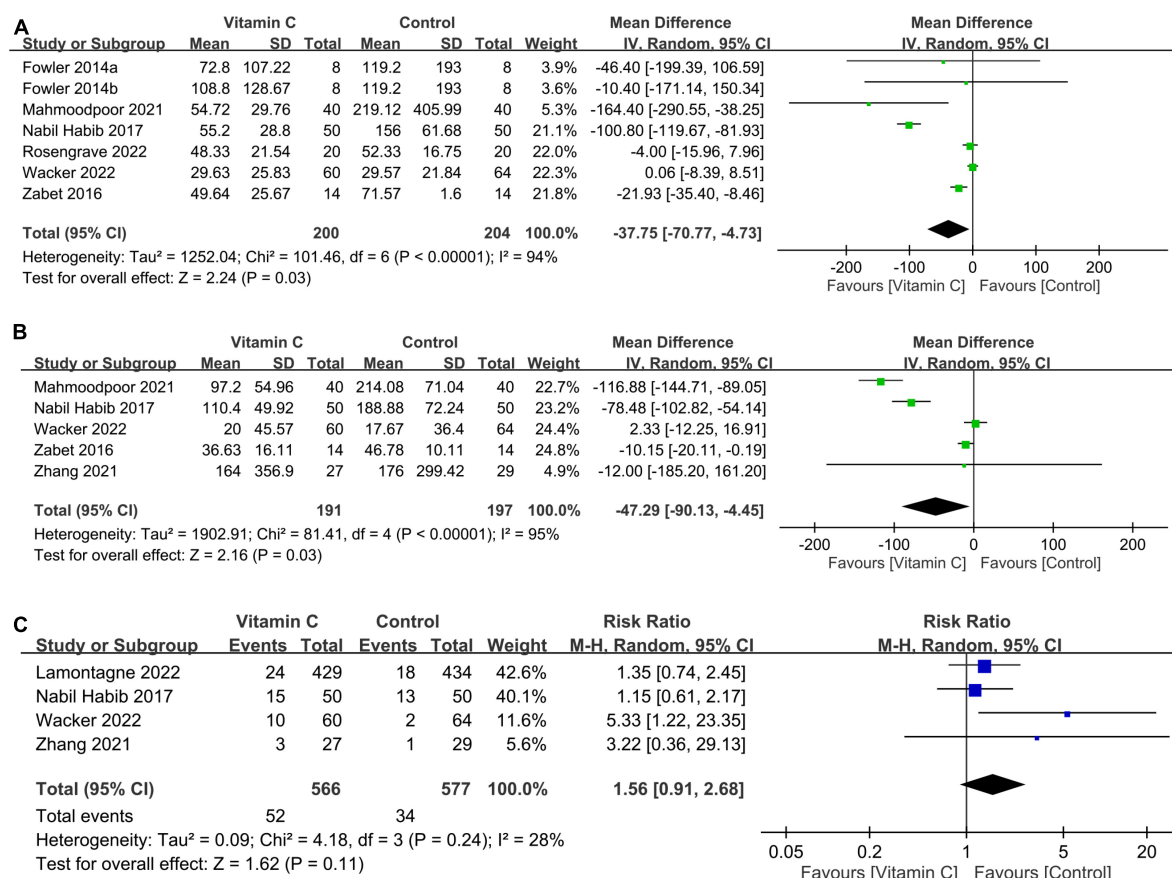 A
Vitamin C Control Mean Difference Mean Difference
Study or Subgroup Mean SD Total Mean SD Total Weight IV, Random, 95% CI IV, Random, 95% CI
Fowler 2014a 72.8 107.22 8 119.2 193 8 3.9% -46.40 [-199.39, 106.59]
Fowler 2014b 108.8 128.67 8 119.2 193 8 3.6% -10.40 [-171.14, 150.34]
Mahmoodpoor 2021 54.72 29.76 40 219.12 405.99 40 5.3% -164.40 [-290.55, -38.25]
Nabil Habib 2017 55.2 28.8 50 156 61.68 50 21.1% -100.80 [-119.67, -81.93]
Rosengrave 2022 48.33 21.54 20 52.33 16.75 20 22.0% -4.00 [-15.96, 7.96]
Wacker 2022 29.63 25.83 60 29.57 21.84 64 22.3% 0.06 [-8.39, 8.51]
Zabet 2016 49.64 25.67 14 71.57 1.6 14 21.8% -21.93 [-35.40, -8.46]
Total (95% CI) 200 204 100.0% -37.75 [-70.77, -4.73]
Heterogeneity: Tau² = 1252.04; Chi² = 101.46, df = 6 (P < 0.00001); I² = 94%
Test for overall effect: Z = 2.24 (P = 0.03)
-200 -100 0 100 200
Favours [Vitamin C] Favours [Control]
B
Vitamin C Control Mean Difference Mean Difference
Study or Subgroup Mean SD Total Mean SD Total Weight IV, Random, 95% CI IV, Random, 95% CI
Mahmoodpoor 2021 97.2 54.96 40 214.08 71.04 40 22.7% -116.88 [-144.71, -89.05]
Nabil Habib 2017 110.4 49.92 50 188.88 72.24 50 23.2% -78.48 [-102.82, -54.14]
Wacker 2022 20 45.57 60 17.67 36.4 64 24.4% 2.33 [-12.25, 16.91]
Zabet 2016 36.63 16.11 14 46.78 10.11 14 24.8% -10.15 [-20.11, -0.19]
Zhang 2021 164 356.9 27 176 299.42 29 4.9% -12.00 [-185.20, 161.20]
Total (95% CI) 191 197 100.0% -47.29 [-90.13, -4.45]
Heterogeneity: Tau² = 1902.91; Chi² = 81.41, df = 4 (P < 0.00001); I² = 95%
Test for overall effect: Z = 2.16 (P = 0.03)
-200 -100 0 100 200
Favours [Vitamin C] Favours [Control]
C
Vitamin C Control Risk Ratio Risk Ratio
Study or Subgroup Events Total Events Total Weight M-H, Random, 95% CI M-H, Random, 95% CI
Lamontagne 2022 24 429 18 434 42.6% 1.35 [0.74, 2.45]
Nabil Habib 2017 15 50 13 50 40.1% 1.15 [0.61, 2.17]
Wacker 2022 10 60 2 64 11.6% 5.33 [1.22, 23.35]
Zhang 2021 3 27 1 29 5.6% 3.22 [0.36, 29.13]
Total (95% CI) 566 577 100.0% 1.56 [0.91, 2.68]
Total events 52 34
Heterogeneity: Tau² = 0.09; Chi² = 4.18, df = 3 (P = 0.24); I² = 28%
Test for overall effect: Z = 1.62 (P = 0.11)
0.05 0.2 1 5 20
Favours [Vitamin C] Favours [Control]